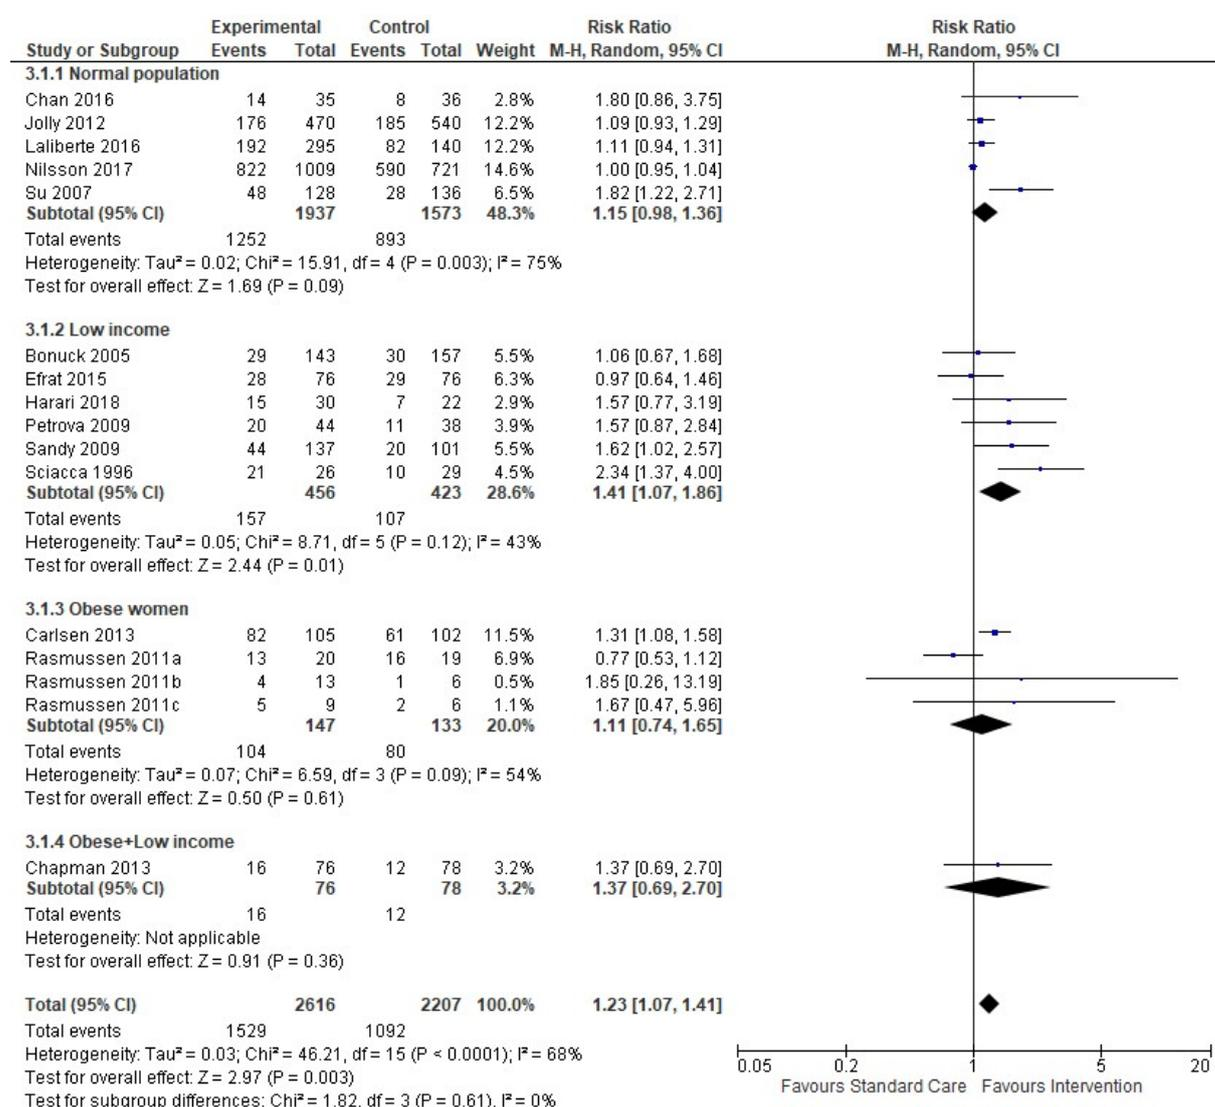 Experimental Control Risk Ratio Risk Ratio
Study or Subgroup Events Total Events Total Weight M-H, Random, 95% CI M-H, Random, 95% CI
3.1.1 Normal population
Chan 2016 14 35 8 36 2.8% 1.80 [0.86, 3.75]
Jolly 2012 176 470 185 540 12.2% 1.09 [0.93, 1.29]
Laliberte 2016 192 295 82 140 12.2% 1.11 [0.94, 1.31]
Nilsson 2017 822 1009 590 721 14.6% 1.00 [0.95, 1.04]
Su 2007 48 128 28 136 6.5% 1.82 [1.22, 2.71]
Subtotal (95% CI) 1937 1573 48.3% 1.15 [0.98, 1.36]
Total events 1252 893
Heterogeneity: Tau² = 0.02; Chi² = 15.91, df = 4 (P = 0.003); I² = 75%
Test for overall effect: Z = 1.69 (P = 0.09)
3.1.2 Low income
Bonuck 2005 29 143 30 157 5.5% 1.06 [0.67, 1.68]
Efrat 2015 28 76 29 76 6.3% 0.97 [0.64, 1.46]
Harari 2018 15 30 7 22 2.9% 1.57 [0.77, 3.19]
Petrova 2009 20 44 11 38 3.9% 1.57 [0.87, 2.84]
Sandy 2009 44 137 20 101 5.5% 1.62 [1.02, 2.57]
Sciacca 1996 21 26 10 29 4.5% 2.34 [1.37, 4.00]
Subtotal (95% CI) 456 423 28.6% 1.41 [1.07, 1.86]
Total events 157 107
Heterogeneity: Tau² = 0.05; Chi² = 8.71, df = 5 (P = 0.12); I² = 43%
Test for overall effect: Z = 2.44 (P = 0.01)
3.1.3 Obese women
Carlsen 2013 82 105 61 102 11.5% 1.31 [1.08, 1.58]
Rasmussen 2011a 13 20 16 19 6.9% 0.77 [0.53, 1.12]
Rasmussen 2011b 4 13 1 6 0.5% 1.85 [0.26, 13.19]
Rasmussen 2011c 5 9 2 6 1.1% 1.67 [0.47, 5.96]
Subtotal (95% CI) 147 133 20.0% 1.11 [0.74, 1.65]
Total events 104 80
Heterogeneity: Tau² = 0.07; Chi² = 6.59, df = 3 (P = 0.09); I² = 54%
Test for overall effect: Z = 0.50 (P = 0.61)
3.1.4 Obese+Low income
Chapman 2013 16 76 12 78 3.2% 1.37 [0.69, 2.70]
Subtotal (95% CI) 76 78 3.2% 1.37 [0.69, 2.70]
Total events 16 12
Heterogeneity: Not applicable
Test for overall effect: Z = 0.91 (P = 0.36)
Total (95% CI) 2616 2207 100.0% 1.23 [1.07, 1.41]
Total events 1529 1092
Heterogeneity: Tau² = 0.03; Chi² = 46.21, df = 15 (P < 0.0001); I² = 68%
Test for overall effect: Z = 2.97 (P = 0.003)
Test for subgroup differences: Chi² = 1.82, df = 3 (P = 0.61), I² = 0%
0.05 0.2 1 5 20
Favours Standard Care Favours Intervention